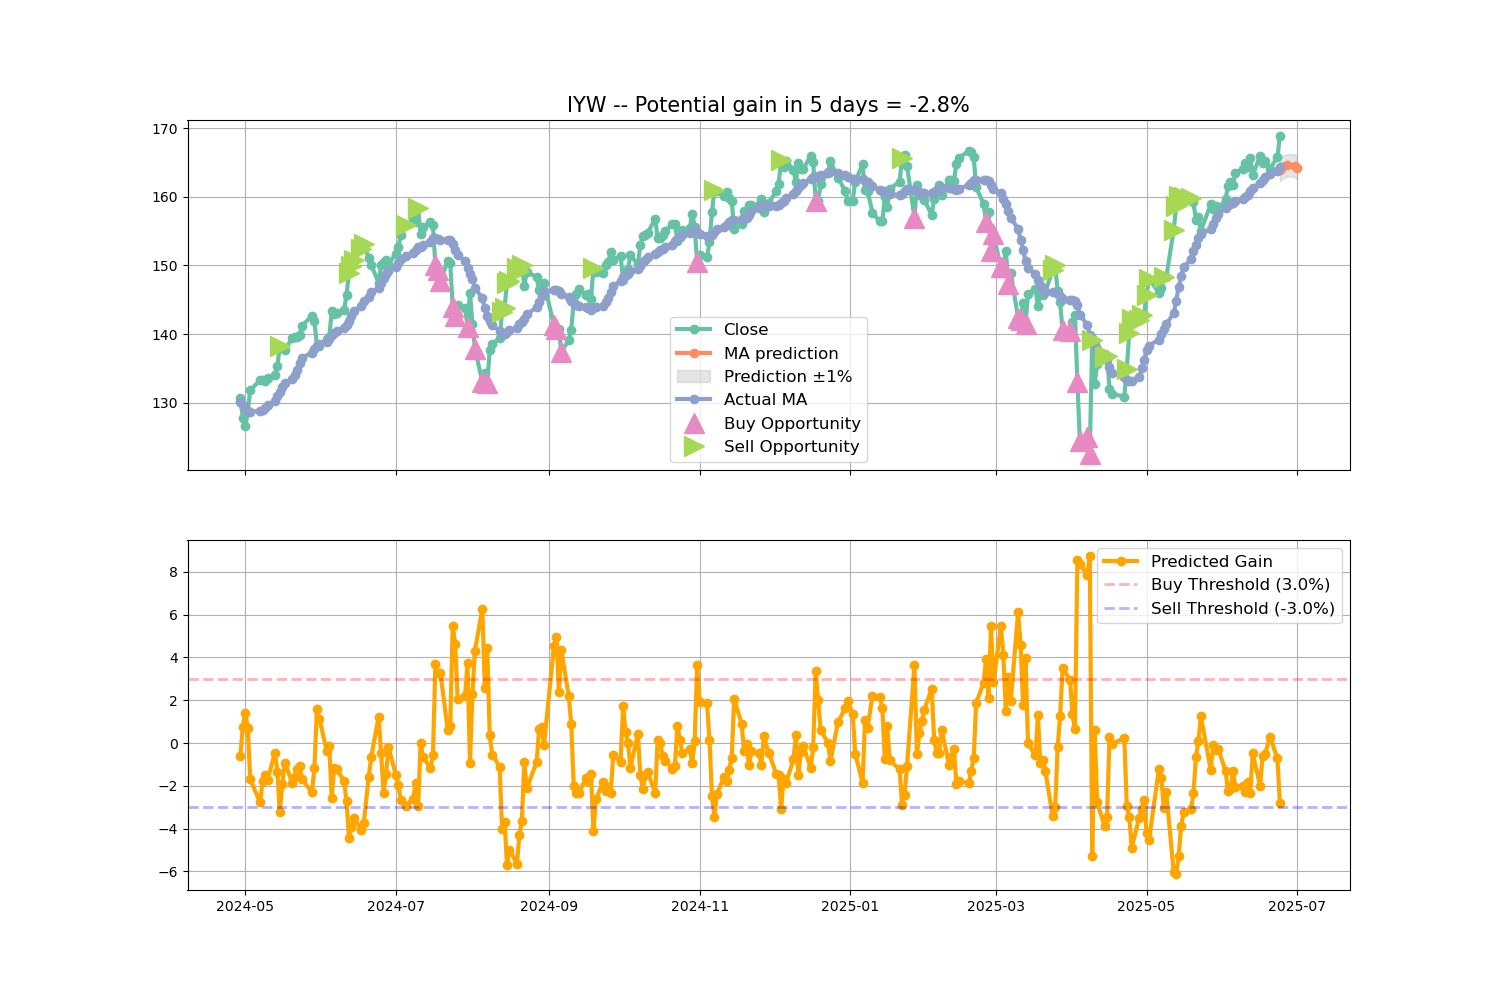 IYW -- Potential gain in 5 days = -2.8%
170
160
150
140
130
Close
MA prediction
Prediction ±1%
Actual MA
Buy Opportunity
Sell Opportunity
8
6
4
2
0
−2
−4
−6
Predicted Gain
Buy Threshold (3.0%)
Sell Threshold (-3.0%)
2024-05 2024-07 2024-09 2024-11 2025-01 2025-03 2025-05 2025-07